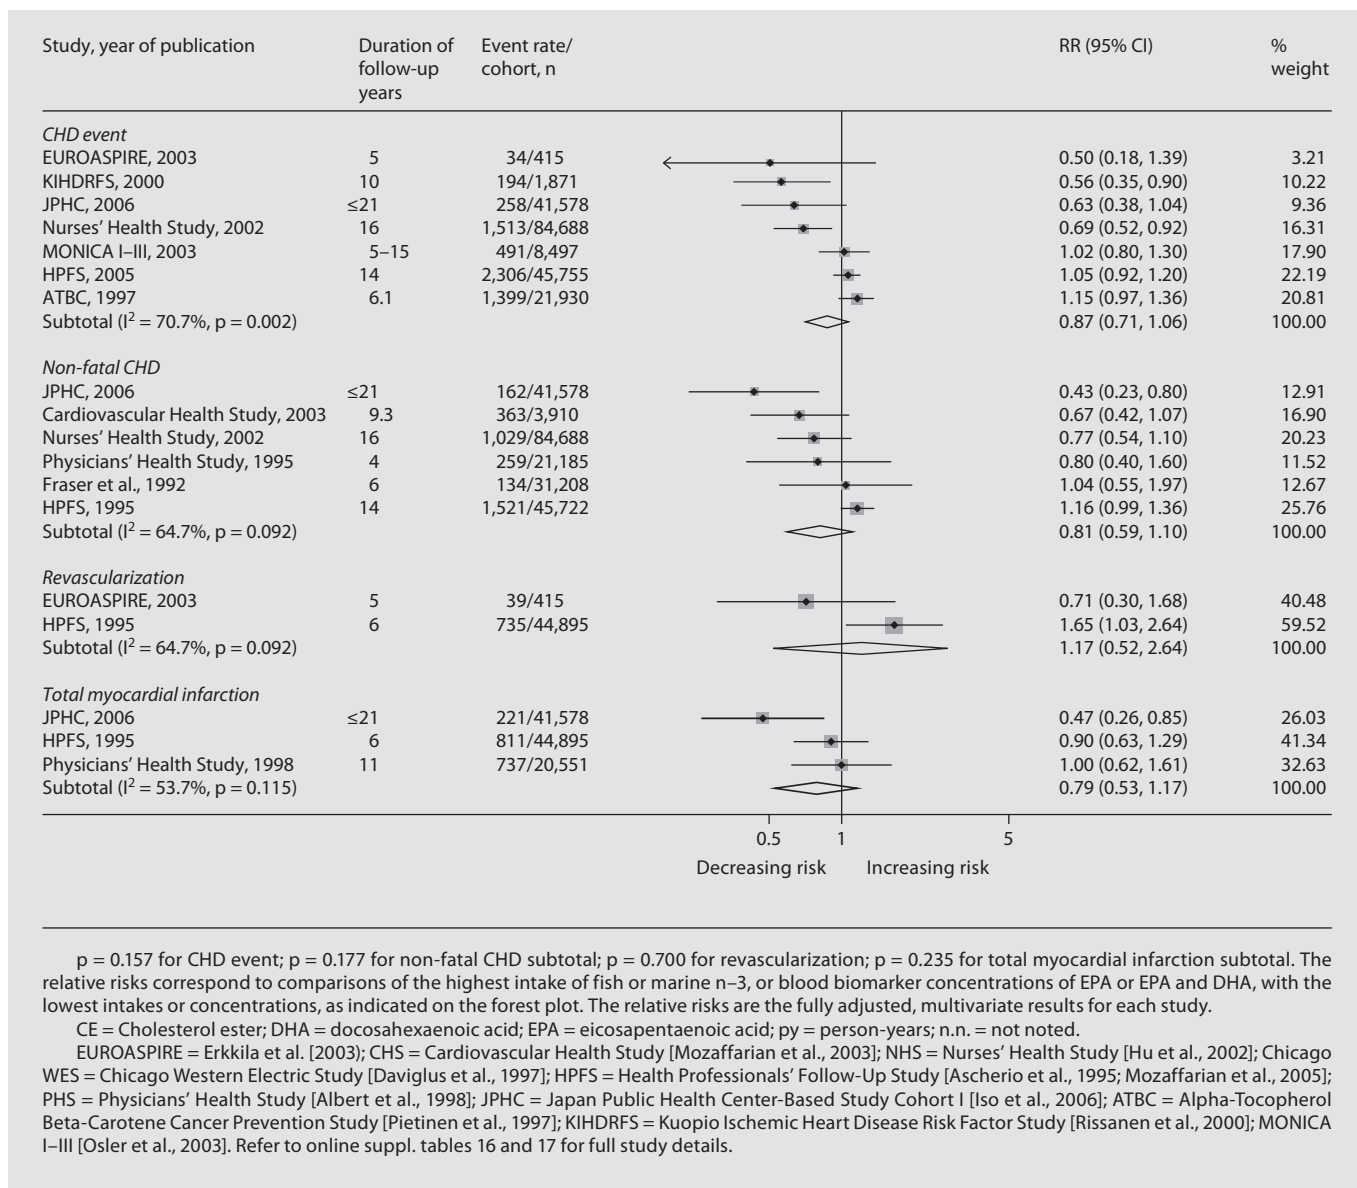 Study, year of publication Duration of follow-up years Event rate/ cohort, n RR (95% CI) % weight
CHD event
EUROASPIRE, 2003 5 34/415 0.50 (0.18, 1.39) 3.21
KIHDRFS, 2000 10 194/1,871 0.56 (0.35, 0.90) 10.22
JPHC, 2006 ≤21 258/41,578 0.63 (0.38, 1.04) 9.36
Nurses’ Health Study, 2002 16 1,513/84,688 0.69 (0.52, 0.92) 16.31
MONICA I–III, 2003 5–15 491/8,497 1.02 (0.80, 1.30) 17.90
HPFS, 2005 14 2,306/45,755 1.05 (0.92, 1.20) 22.19
ATBC, 1997 6.1 1,399/21,930 1.15 (0.97, 1.36) 20.81
Subtotal (I² = 70.7%, p = 0.002) 0.87 (0.71, 1.06) 100.00
Non-fatal CHD
JPHC, 2006 ≤21 162/41,578 0.43 (0.23, 0.80) 12.91
Cardiovascular Health Study, 2003 9.3 363/3,910 0.67 (0.42, 1.07) 16.90
Nurses’ Health Study, 2002 16 1,029/84,688 0.77 (0.54, 1.10) 20.23
Physicians’ Health Study, 1995 4 259/21,185 0.80 (0.40, 1.60) 11.52
Fraser et al., 1992 6 134/31,208 1.04 (0.55, 1.97) 12.67
HPFS, 1995 14 1,521/45,722 1.16 (0.99, 1.36) 25.76
Subtotal (I² = 64.7%, p = 0.092) 0.81 (0.59, 1.10) 100.00
Revascularization
EUROASPIRE, 2003 5 39/415 0.71 (0.30, 1.68) 40.48
HPFS, 1995 6 735/44,895 1.65 (1.03, 2.64) 59.52
Subtotal (I² = 64.7%, p = 0.092) 1.17 (0.52, 2.64) 100.00
Total myocardial infarction
JPHC, 2006 ≤21 221/41,578 0.47 (0.26, 0.85) 26.03
HPFS, 1995 6 811/44,895 0.90 (0.63, 1.29) 41.34
Physicians’ Health Study, 1998 11 737/20,551 1.00 (0.62, 1.61) 32.63
Subtotal (I² = 53.7%, p = 0.115) 0.79 (0.53, 1.17) 100.00
0.5 1 5
Decreasing risk Increasing risk
p = 0.157 for CHD event; p = 0.177 for non-fatal CHD subtotal; p = 0.700 for revascularization; p = 0.235 for total myocardial infarction subtotal. The
relative risks correspond to comparisons of the highest intake of fish or marine n–3, or blood biomarker concentrations of EPA or EPA and DHA, with the
lowest intakes or concentrations, as indicated on the forest plot. The relative risks are the fully adjusted, multivariate results for each study.
CE = Cholesterol ester; DHA = docosahexaenoic acid; EPA = eicosapentaenoic acid; py = person-years; n.n. = not noted.
EUROASPIRE = Erkkila et al. [2003); CHS = Cardiovascular Health Study [Mozaffarian et al., 2003]; NHS = Nurses’ Health Study [Hu et al., 2002]; Chicago
WES = Chicago Western Electric Study [Daviglus et al., 1997]; HPFS = Health Professionals’ Follow-Up Study [Ascherio et al., 1995; Mozaffarian et al., 2005];
PHS = Physicians’ Health Study [Albert et al., 1998]; JPHC = Japan Public Health Center-Based Study Cohort I [Iso et al., 2006]; ATBC = Alpha-Tocopherol
Beta-Carotene Cancer Prevention Study [Pietinen et al., 1997]; KIHDRFS = Kuopio Ischemic Heart Disease Risk Factor Study [Rissanen et al., 2000]; MONICA
I–III [Osler et al., 2003]. Refer to online suppl. tables 16 and 17 for full study details.